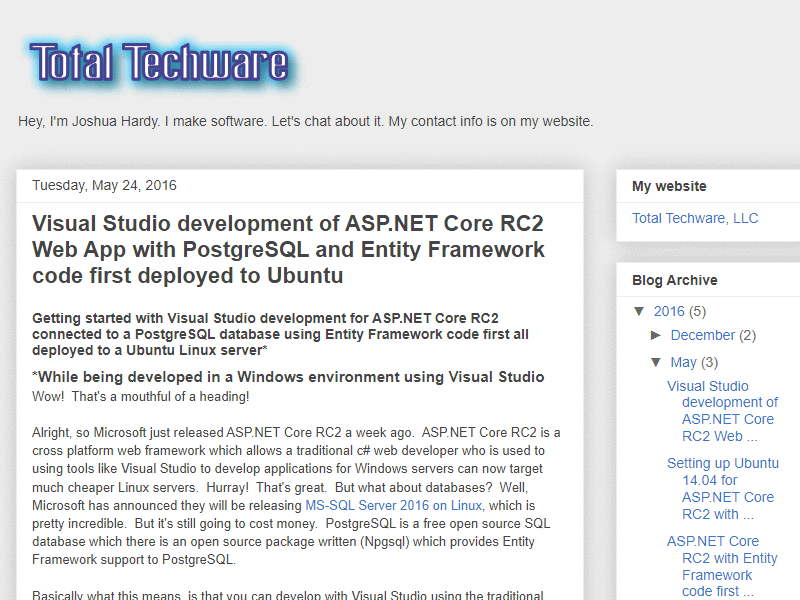 Total Techware
Hey, I'm Joshua Hardy. I make software. Let's chat about it. My contact info is on my website.
Tuesday, May 24, 2016
Visual Studio development of ASP.NET Core RC2
Web App with PostgreSQL and Entity Framework
code first deployed to Ubuntu
Getting started with Visual Studio development for ASP.NET Core RC2
connected to a PostgreSQL database using Entity Framework code first all
deployed to a Ubuntu Linux server*
*While being developed in a Windows environment using Visual Studio
Wow!  That's a mouthful of a heading!
Alright, so Microsoft just released ASP.NET Core RC2 a week ago.  ASP.NET Core RC2 is a
cross platform web framework which allows a traditional c# web developer who is used to
using tools like Visual Studio to develop applications for Windows servers can now target
much cheaper Linux servers.  Hurray!  That's great.  But what about databases?  Well,
Microsoft has announced they will be releasing MS-SQL Server 2016 on Linux, which is
pretty incredible.  But it's still going to cost money.  PostgreSQL is a free open source SQL
database which there is an open source package written (Npgsql) which provides Entity
Framework support to PostgreSQL.
Basically what this means, is that you can develop with Visual Studio using the traditional
My website
Total Techware, LLC
Blog Archive
▼ 2016 (5)
► December (2)
▼ May (3)
Visual Studio
development of
ASP.NET Core
RC2 Web ...
Setting up Ubuntu
14.04 for
ASP.NET Core
RC2 with ...
ASP.NET Core
RC2 with Entity
Framework
code first ...